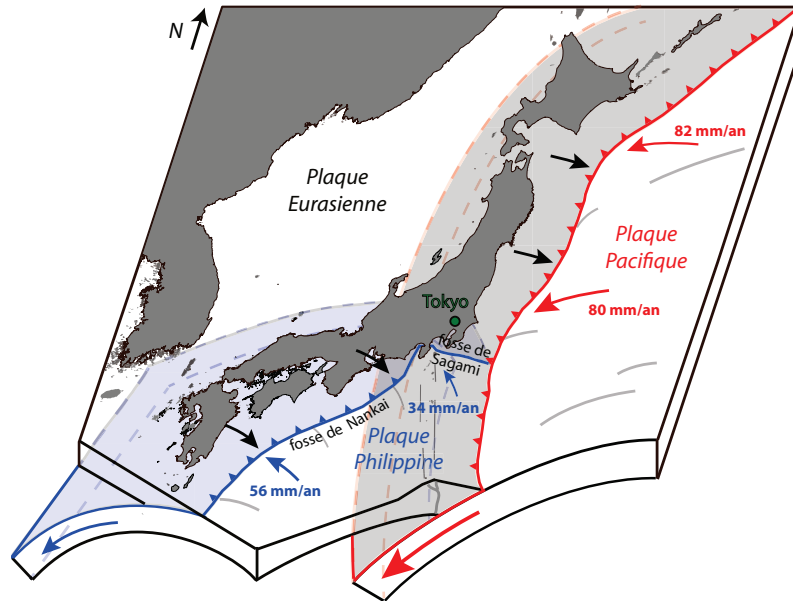 N
82 mm/an
Plaque
Eurasienne
Plaque
Pacifique
Tokyo
80 mm/an
fosse de
Sagami
34 mm/an
fosse de Nankai
Plaque
Philippine
56 mm/an